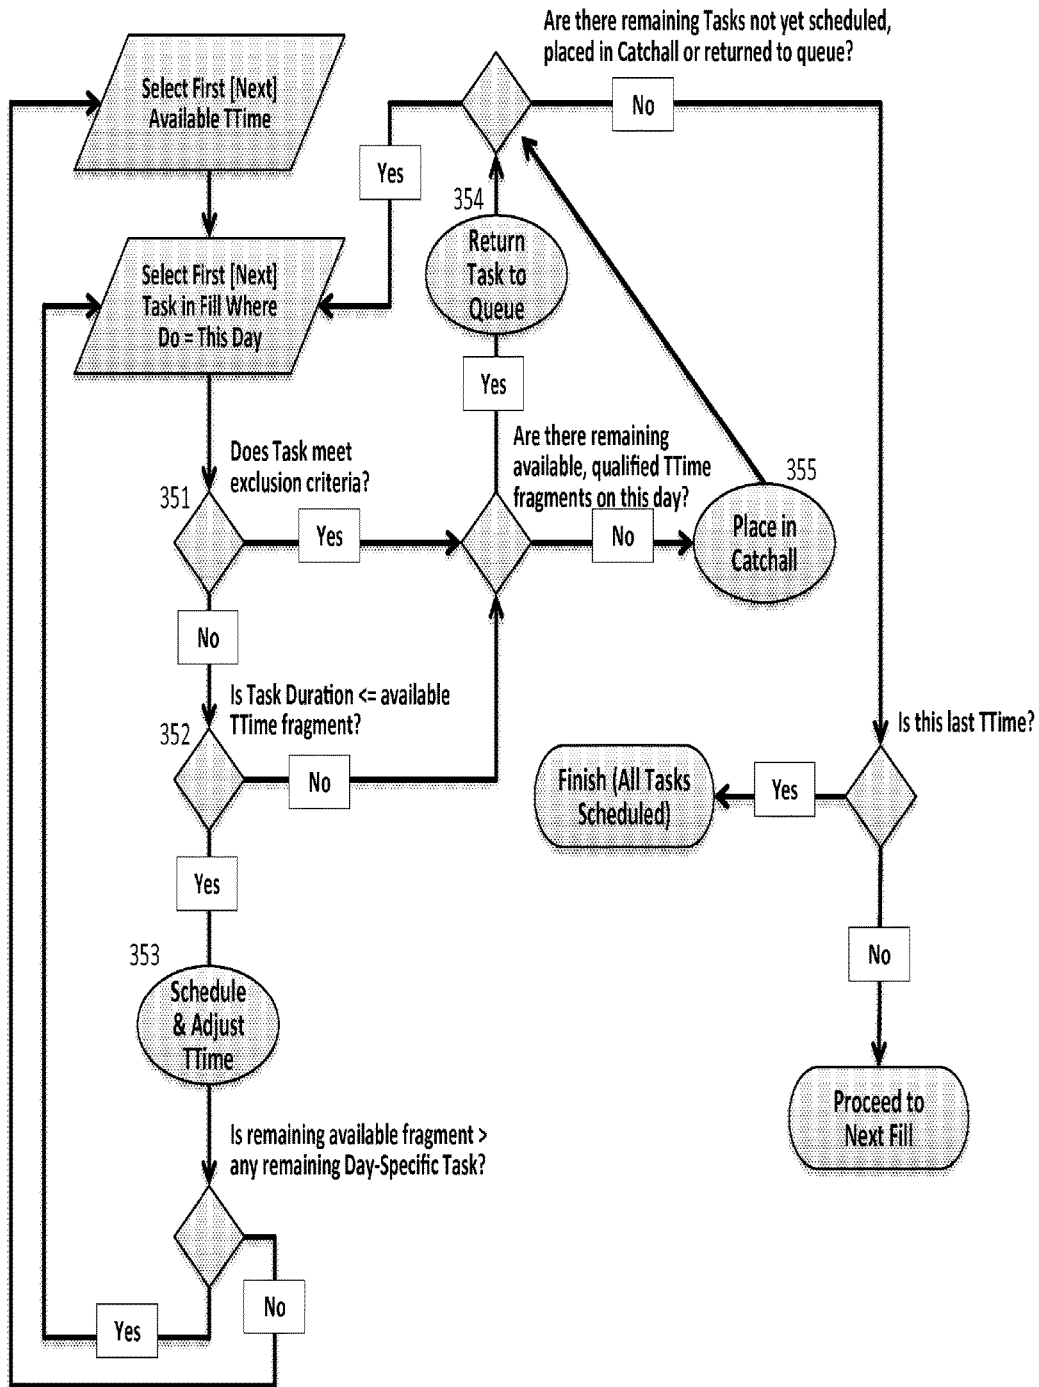 Are there remaining Tasks not yet scheduled,
placed in Catchall or returned to queue?
Select First [Next]
Available TTime
No
Yes
354
Return
Task to
Queue
Select First [Next]
Task in Fill Where
Do = This Day
Yes
Are there remaining
available, qualified TTime
fragments on this day?
Does Task meet
exclusion criteria?
351
Yes
No
355
Place in
Catchall
No
Is Task Duration <= available
TTime fragment?
352
No
Is this last TTime?
Finish (All Tasks
Scheduled)
Yes
Yes
No
353
Schedule
& Adjust
TTime
Proceed to
Next Fill
Is remaining available fragment >
any remaining Day-Specific Task?
No
Yes